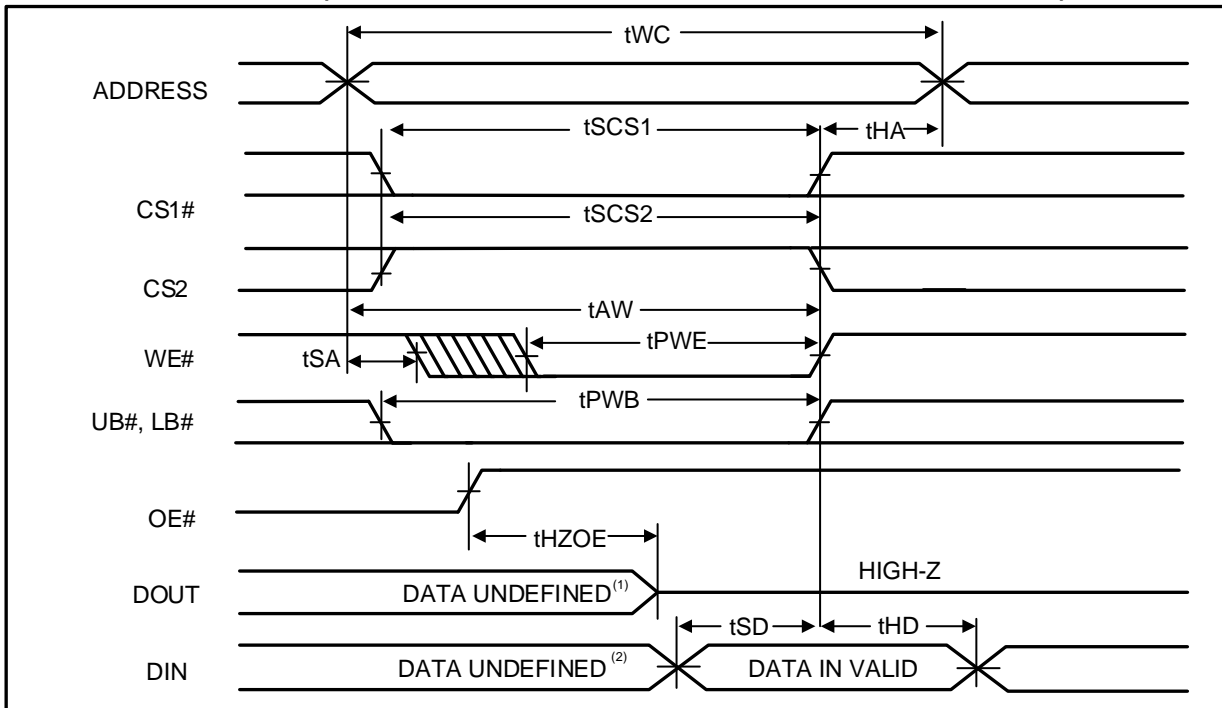 tWC
ADDRESS
tSCS1
tHA
CS1#
tSCS2
CS2
tAW
WE#
tSA
tPWE
UB#, LB#
tPWB
OE#
tHZOE
DOUT
DATA UNDEFINED(1)
HIGH-Z
tSD
tHD
DIN
DATA UNDEFINED (2)
DATA IN VALID